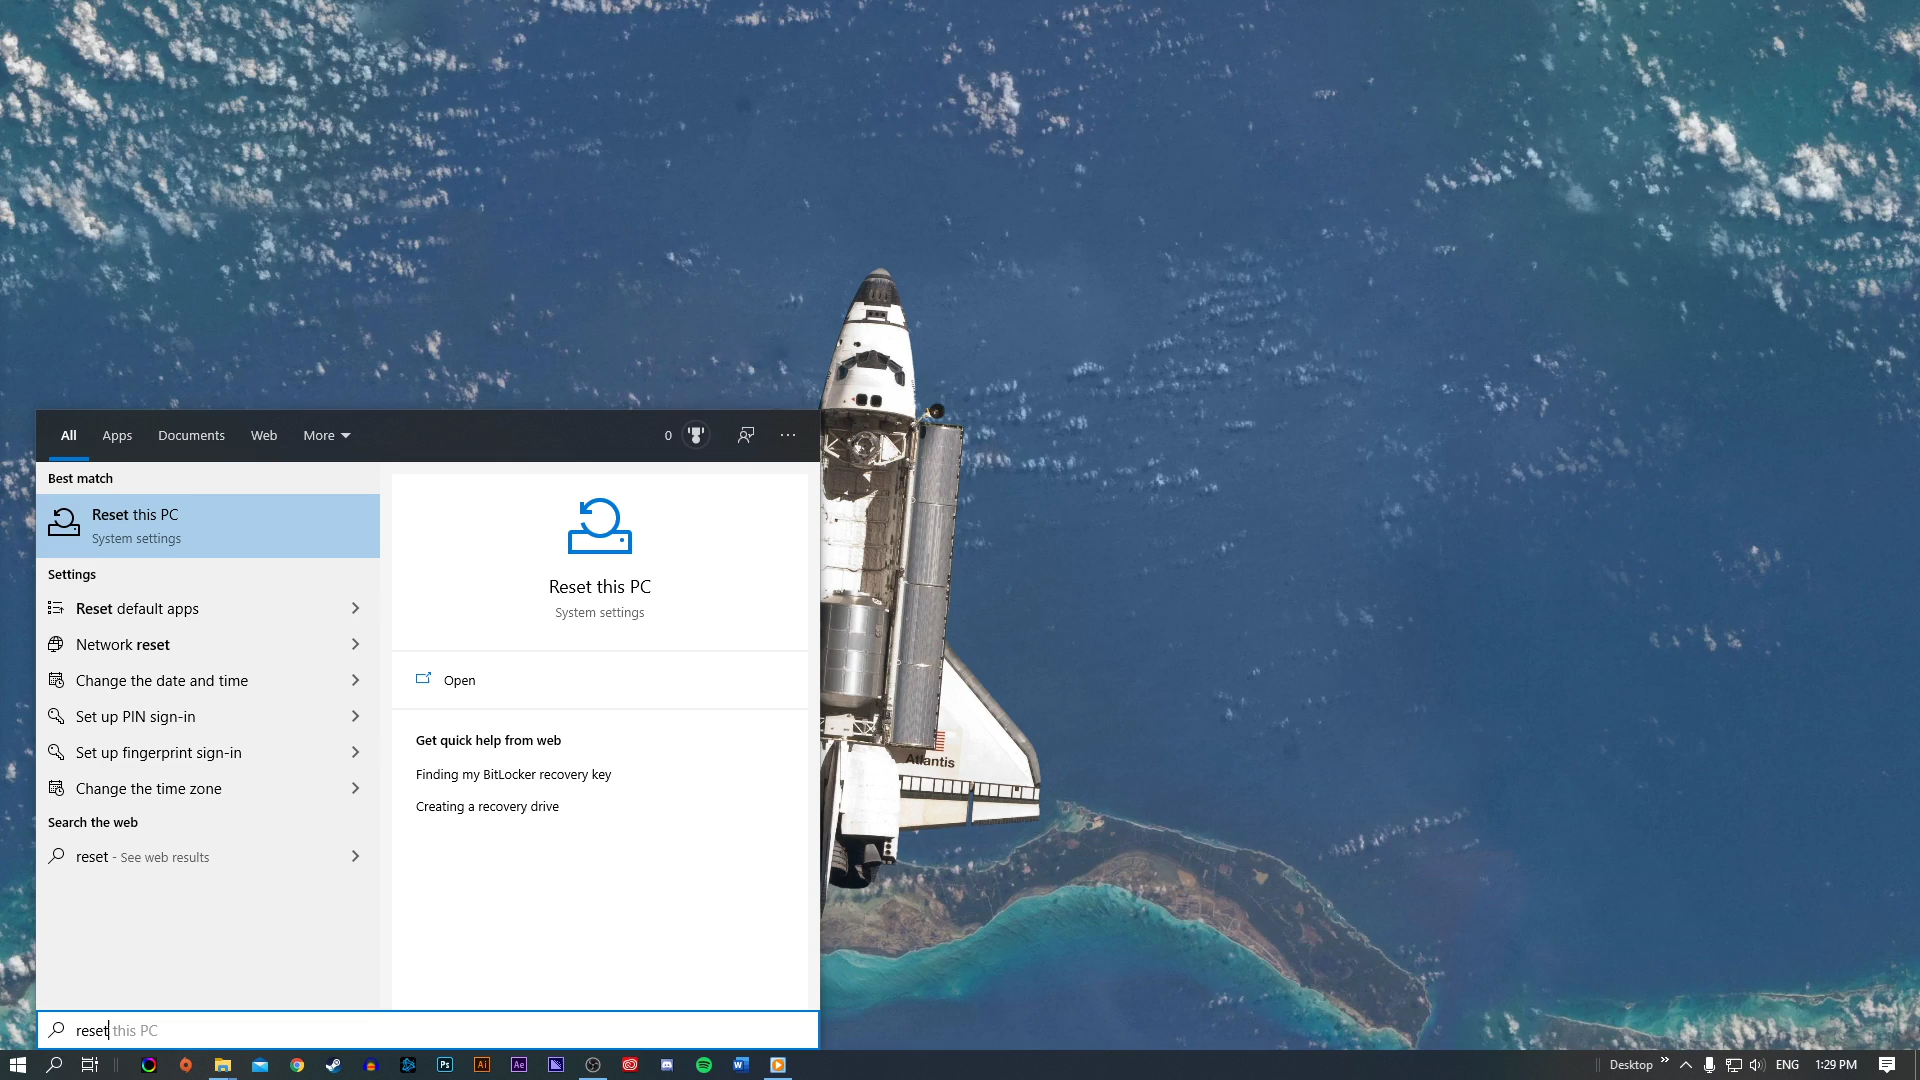 All Apps Documents Web More 0
Best match
Reset this PC
System settings
Settings
Reset default apps
Network reset
Change the date and time
Set up PIN sign-in
Set up fingerprint sign-in
Change the time zone
Search the web
reset - See web results
Reset this PC
System settings
Open
Get quick help from web
Finding my BitLocker recovery key
Creating a recovery drive
Atlantis
reset this PC
Ps Ai Ae W Desktop ENG 1:29 PM